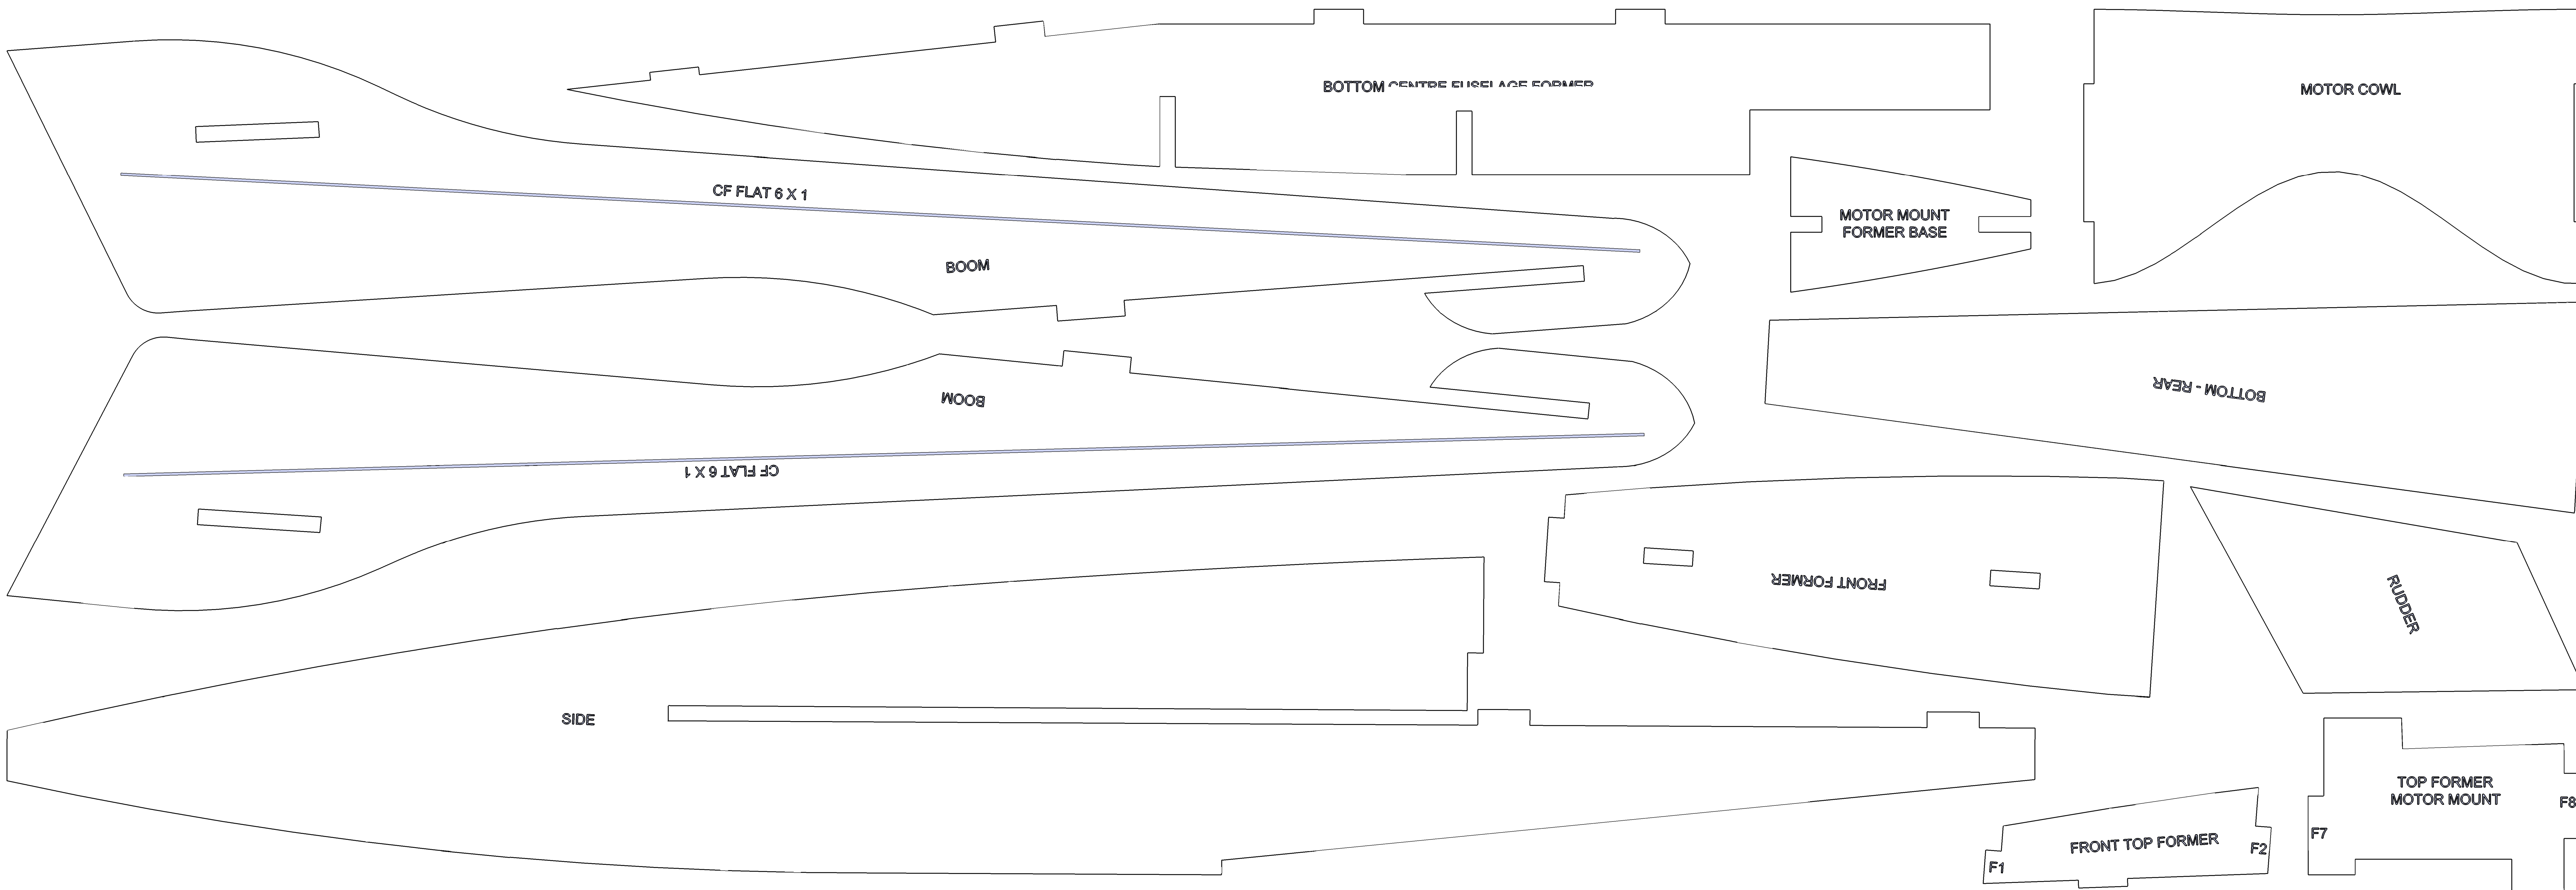 BOTTOM CENTRE FUSELAGE FORMER
MOTOR COWL
CF FLAT 6 X 1
MOTOR MOUNT
FORMER BASE
BOOM
BOTTOM - REAR
BOOM
CF FLAT 6 X 1
FRONT FORMER
RUDDER
SIDE
TOP FORMER
MOTOR MOUNT
F8
F7
FRONT TOP FORMER
F2
F1